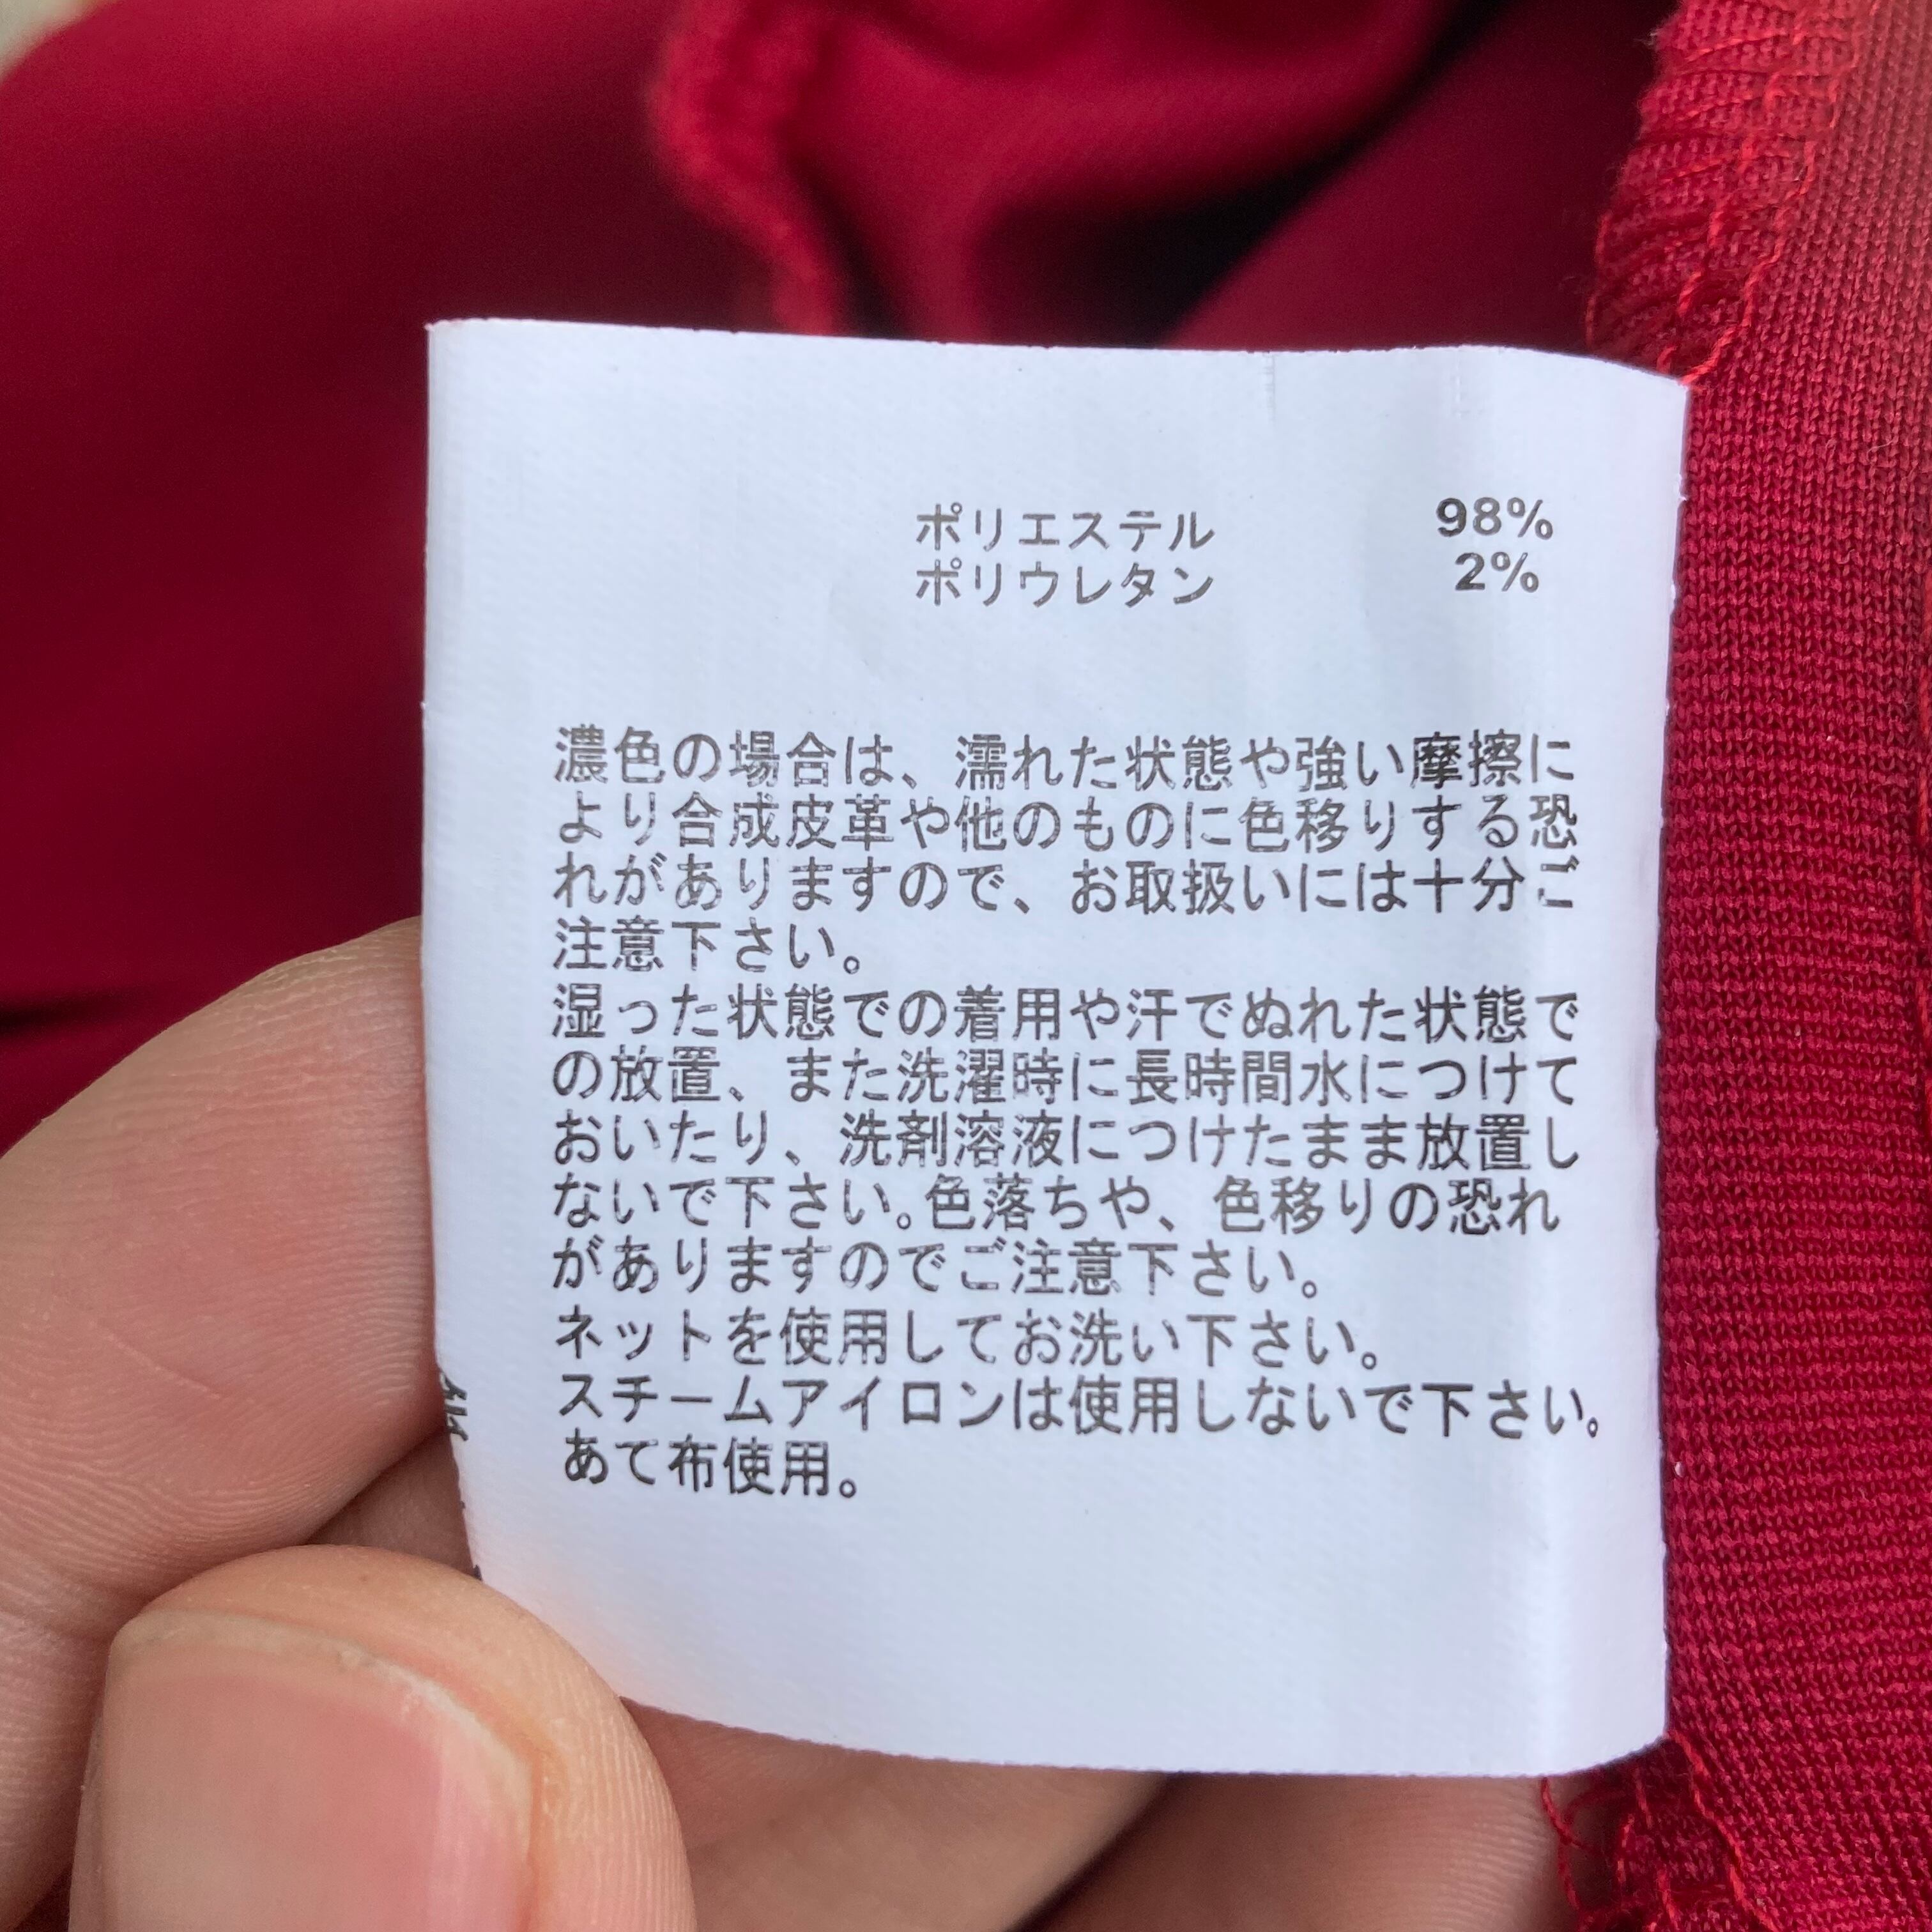 ポリエステル 98%
ポリウレタン 2%
濃色の場合は、濡れた状態や強い摩擦に
より合成皮革や他のものに色移りする恐
れがありますので、お取扱いには十分ご
注意下さい。
湿った状態での着用や汗でぬれた状態で
の放置、また洗濯時に長時間水につけて
おいたり、洗剤溶液につけたまま放置し
ないで下さい。色落ちや、色移りの恐れ
がありますのでご注意下さい。
ネットを使用してお洗い下さい。
スチームアイロンは使用しないで下さい。
あて布使用。